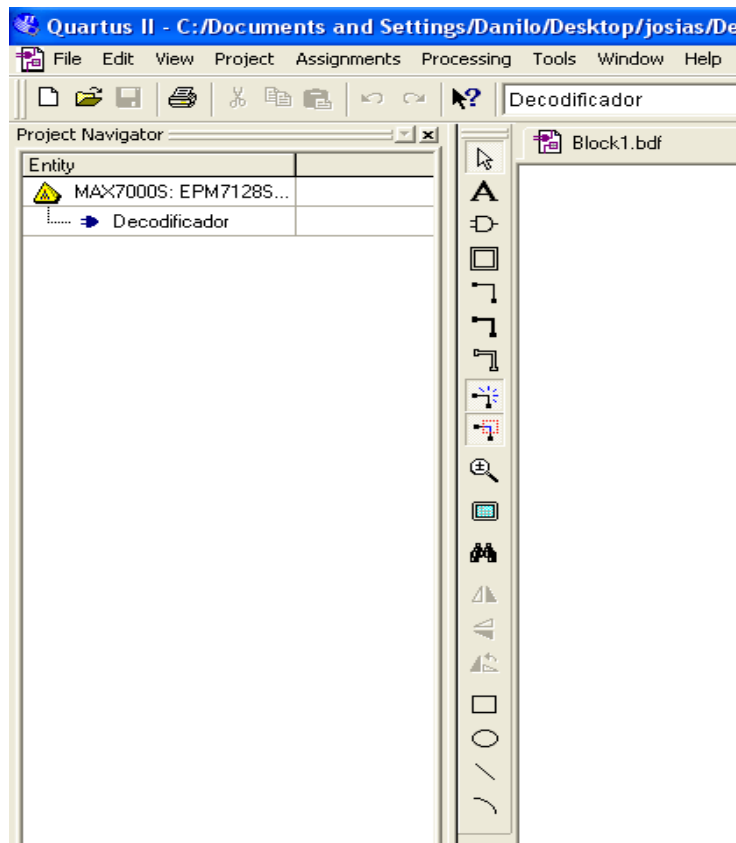 Quartus II - C:/Documents and Settings/Danilo/Desktop/josias/De
File Edit View Project Assignments Processing Tools Window Help
Decodificador
Project Navigator
Block1.bdf
Entity
MAX7000S: EPM7128S...
Decodificador